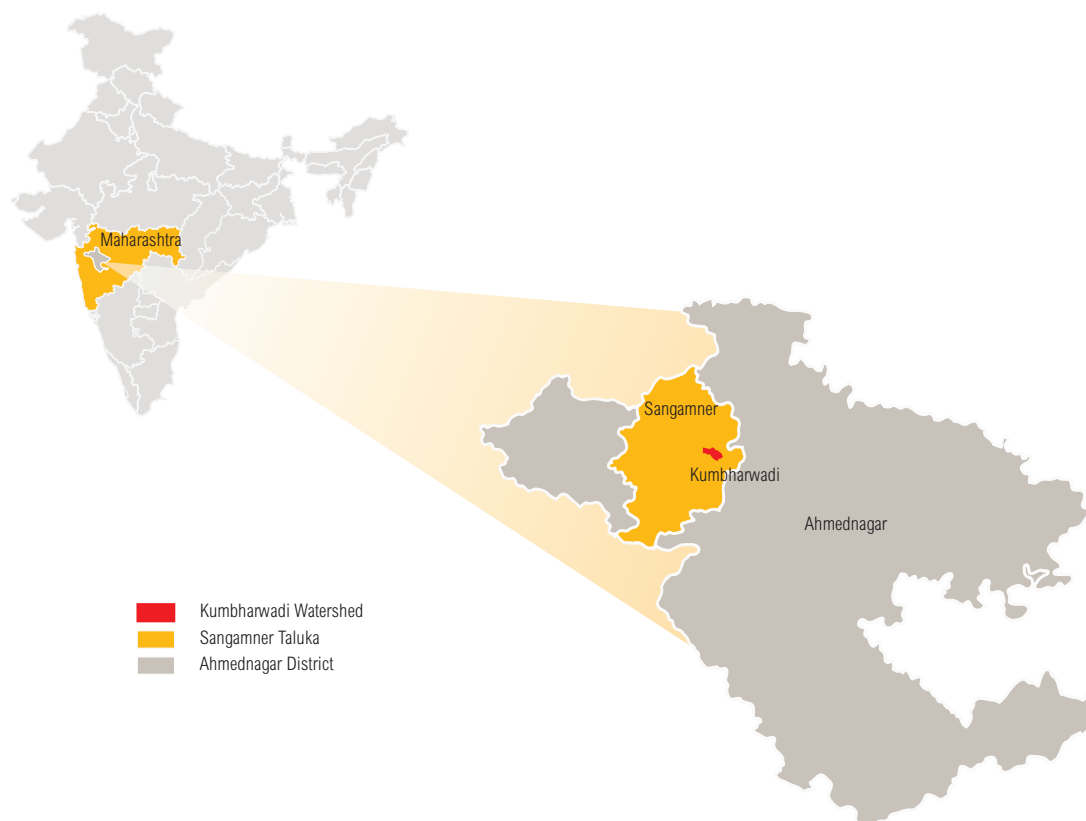 Maharashtra
Sangamner
Kumbharwadi
Ahmednagar
Kumbharwadi Watershed
Sangamner Taluka
Ahmednagar District